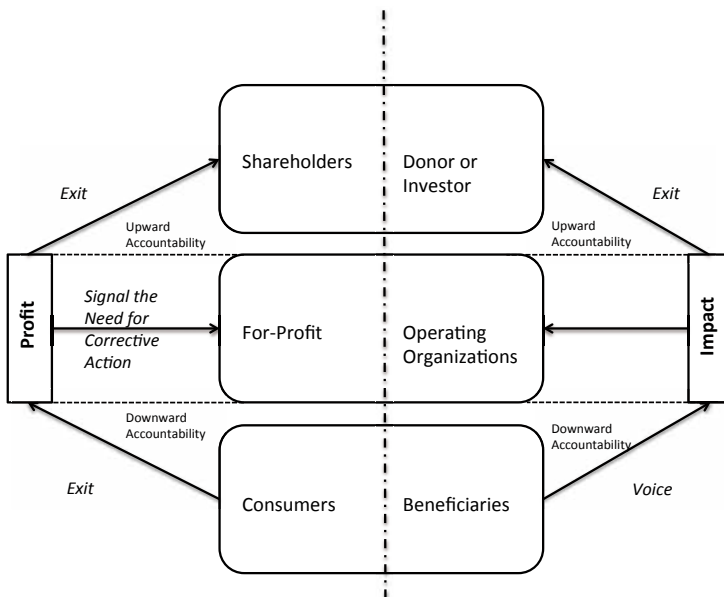 Shareholders
Donor or
Investor
Exit
Exit
Upward
Accountability
Upward
Accountability
Profit
Signal the
Need for
Corrective
Action
For-Profit
Operating
Organizations
Impact
Downward
Accountability
Downward
Accountability
Exit
Consumers
Beneficiaries
Voice